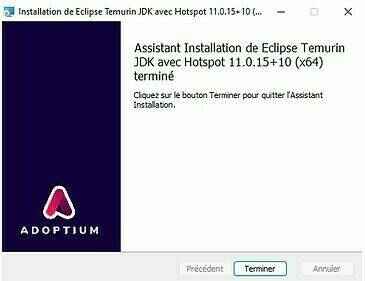 Installation de Eclipse Temurin JDK avec Hotspot 11.0.15+10 (...
Assistant Installation de Eclipse Temurin
JDK avec Hotspot 11.0.15+10 (x64)
terminé
Cliquez sur le bouton Terminer pour quitter l'Assistant
Installation.
ADOPTIUM
Précédent Terminer Annuler